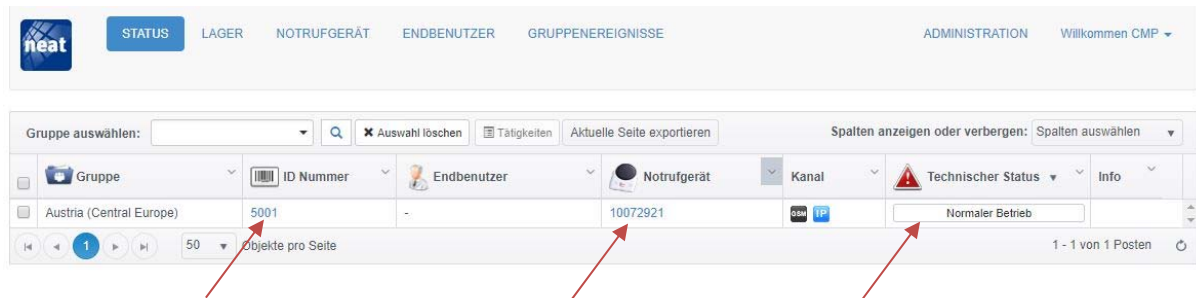 neat STATUS LAGER NOTRUFGERÄT ENDBENUTZER GRUPPENEREIGNISSE ADMINISTRATION Willkommen CMP
Gruppe auswählen: Auswahl löschen Tätigkeiten Aktuelle Seite exportieren Spalten anzeigen oder verbergen: Spalten auswählen
Gruppe ID Nummer Endbenutzer Notrufgerät Kanal Technischer Status Info
Austria (Central Europe) 5001 - 10072921 GSM IP Normaler Betrieb
1 50 Objekte pro Seite 1 - 1 von 1 Posten